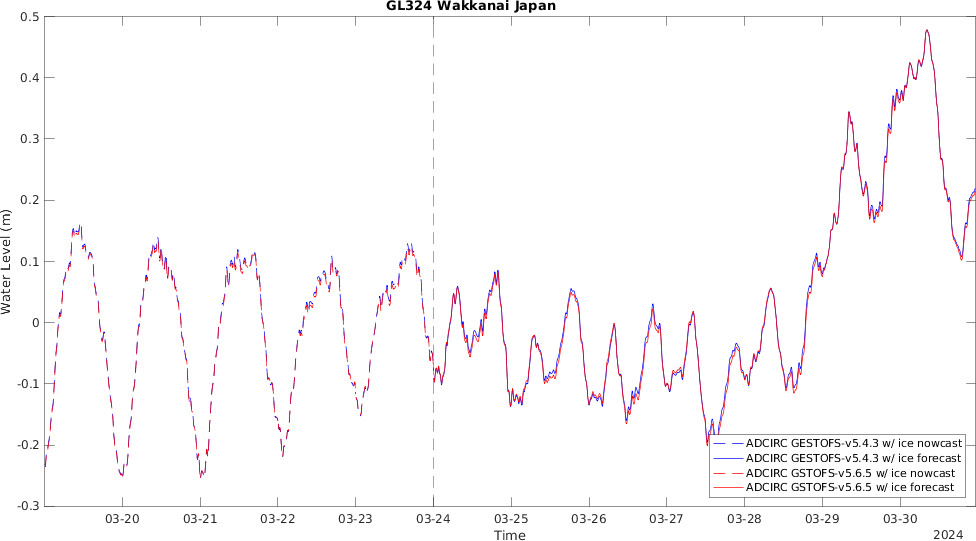 GL324 Wakkanai Japan
0.5
0.4
0.3
0.2
0.1
0
-0.1
-0.2
-0.3
Water Level (m)
ADCIRC GESTOFS-v5.4.3 w/ ice nowcast
ADCIRC GESTOFS-v5.4.3 w/ ice forecast
ADCIRC GSTOFS-v5.6.5 w/ ice nowcast
ADCIRC GSTOFS-v5.6.5 w/ ice forecast
03-20 03-21 03-22 03-23 03-24 03-25 03-26 03-27 03-28 03-29 03-30
Time
2024